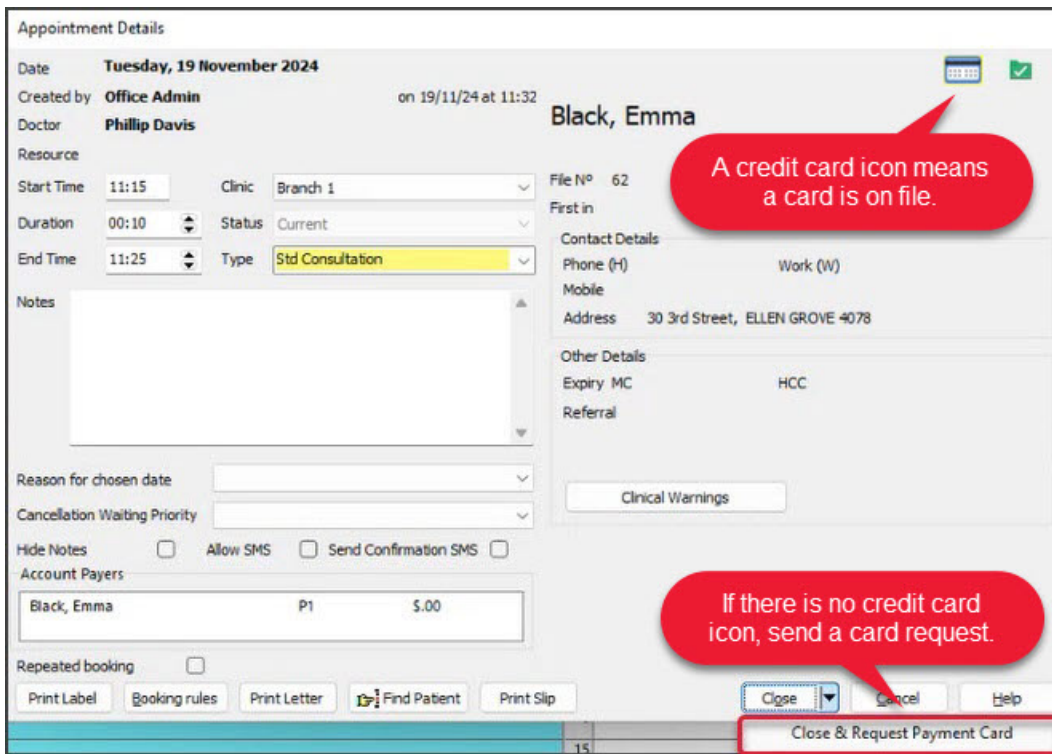 Appointment Details
Date Tuesday, 19 November 2024
Created by Office Admin on 19/11/24 at 11:32
Doctor Phillip Davis
Resource
Start Time 11:15 Clinic Branch 1
Duration 00:10 Status Current
End Time 11:25 Type Std Consultation
Notes
Reason for chosen date
Cancellation Waiting Priority
Hide Notes Allow SMS Send Confirmation SMS
Account Payers
Black, Emma P1 $.00
Repeated booking
Print Label Booking rules Print Letter Find Patient Print Slip
Black, Emma
A credit card icon means
a card is on file.
File Nº 62
First in
Contact Details
Phone (H) Work (W)
Mobile
Address 30 3rd Street, ELLEN GROVE 4078
Other Details
Expiry MC HCC
Referral
Clinical Warnings
If there is no credit card
icon, send a card request.
Close Cancel Help
Close & Request Payment Card
15